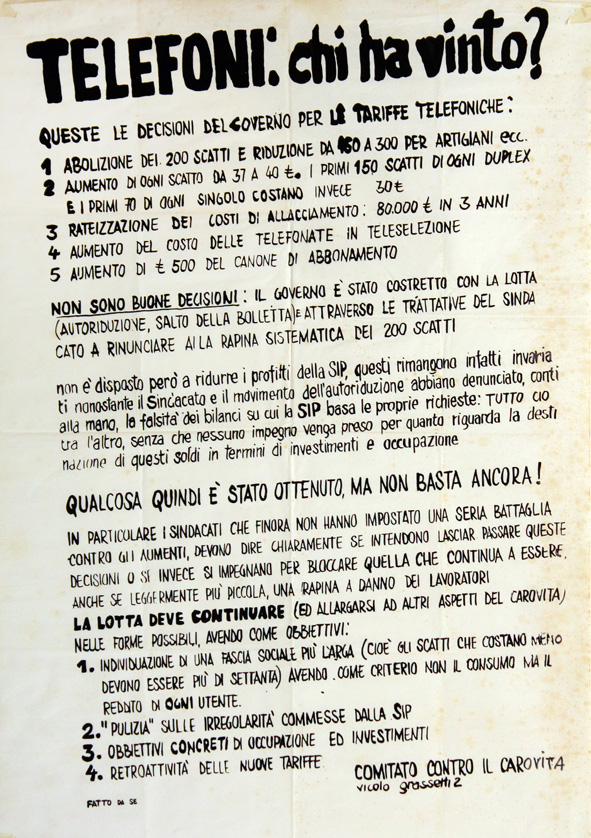 TELEFONI: chi ha vinto?
QUESTE LE DECISIONI DEL GOVERNO PER LE TARIFFE TELEFONICHE:
1 ABOLIZIONE DEI 200 SCATTI E RIDUZIONE DA 450 A 300 PER ARTIGIANI ecc.
2 AUMENTO DI OGNI SCATTO DA 37 A 40 £. I PRIMI 150 SCATTI DI OGNI DUPLEX
E I PRIMI 70 DI OGNI SINGOLO COSTANO INVECE 30£
3 RATEIZZAZIONE DEI COSTI DI ALLACCIAMENTO: 80.000 £ IN 3 ANNI
4 AUMENTO DEL COSTO DELLE TELEFONATE IN TELESELEZIONE
5 AUMENTO DI £ 500 DEL CANONE DI ABBONAMENTO
NON SONO BUONE DECISIONI: IL GOVERNO È STATO COSTRETTO CON LA LOTTA
(AUTORIDUZIONE, SALTO DELLA BOLLETTA) E ATTRAVERSO LE TRATTATIVE DEL SINDA
CATO A RINUNCIARE ALLA RAPINA SISTEMATICA DEI 200 SCATTI
non è disposto però a ridurre i profitti della SIP, questi rimangono infatti invaria
ti nonostante il Sindacato e il movimento dell'autoriduzione abbiano denunciato, conti
alla mano, la falsità dei bilanci su cui la SIP basa le proprie richieste: TUTTO CIO
tra l'altro, senza che nessuno impegno venga preso per quanto riguarda la desti
nazione di questi soldi in termini di investimenti e occupazione
QUALCOSA QUINDI È STATO OTTENUTO, MA NON BASTA ANCORA!
IN PARTICOLARE I SINDACATI CHE FINORA NON HANNO IMPOSTATO UNA SERIA BATTAGLIA
CONTRO GLI AUMENTI, DEVONO DIRE CHIARAMENTE SE INTENDONO LASCIAR PASSARE QUESTE
DECISIONI O SI INVECE SI IMPEGNANO PER BLOCCARE QUELLA CHE CONTINUA A ESSERE,
ANCHE SE LEGGERMENTE PIÙ PICCOLA, UNA RAPINA A DANNO DEI LAVORATORI
LA LOTTA DEVE CONTINUARE (ED ALLARGARSI AD ALTRI ASPETTI DEL CAROVITA)
NELLE FORME POSSIBILI, AVENDO COME OBBIETTIVI:
1. INDIVIDUAZIONE DI UNA FASCIA SOCIALE PIÙ LARGA (CIOÈ GLI SCATTI CHE COSTANO MENO
DEVONO ESSERE PIÙ DI SETTANTA) AVENDO COME CRITERIO NON IL CONSUMO MA IL
REDDITO DI OGNI UTENTE.
2. "PULIZIA" SULLE IRREGOLARITÀ COMMESSE DALLA SIP
3. OBBIETTIVI CONCRETI DI OCCUPAZIONE ED INVESTIMENTI
4. RETROATTIVITÀ DELLE NUOVE TARIFFE
COMITATO CONTRO IL CAROVITA
vicolo grossetti 2
FATTO DA SE